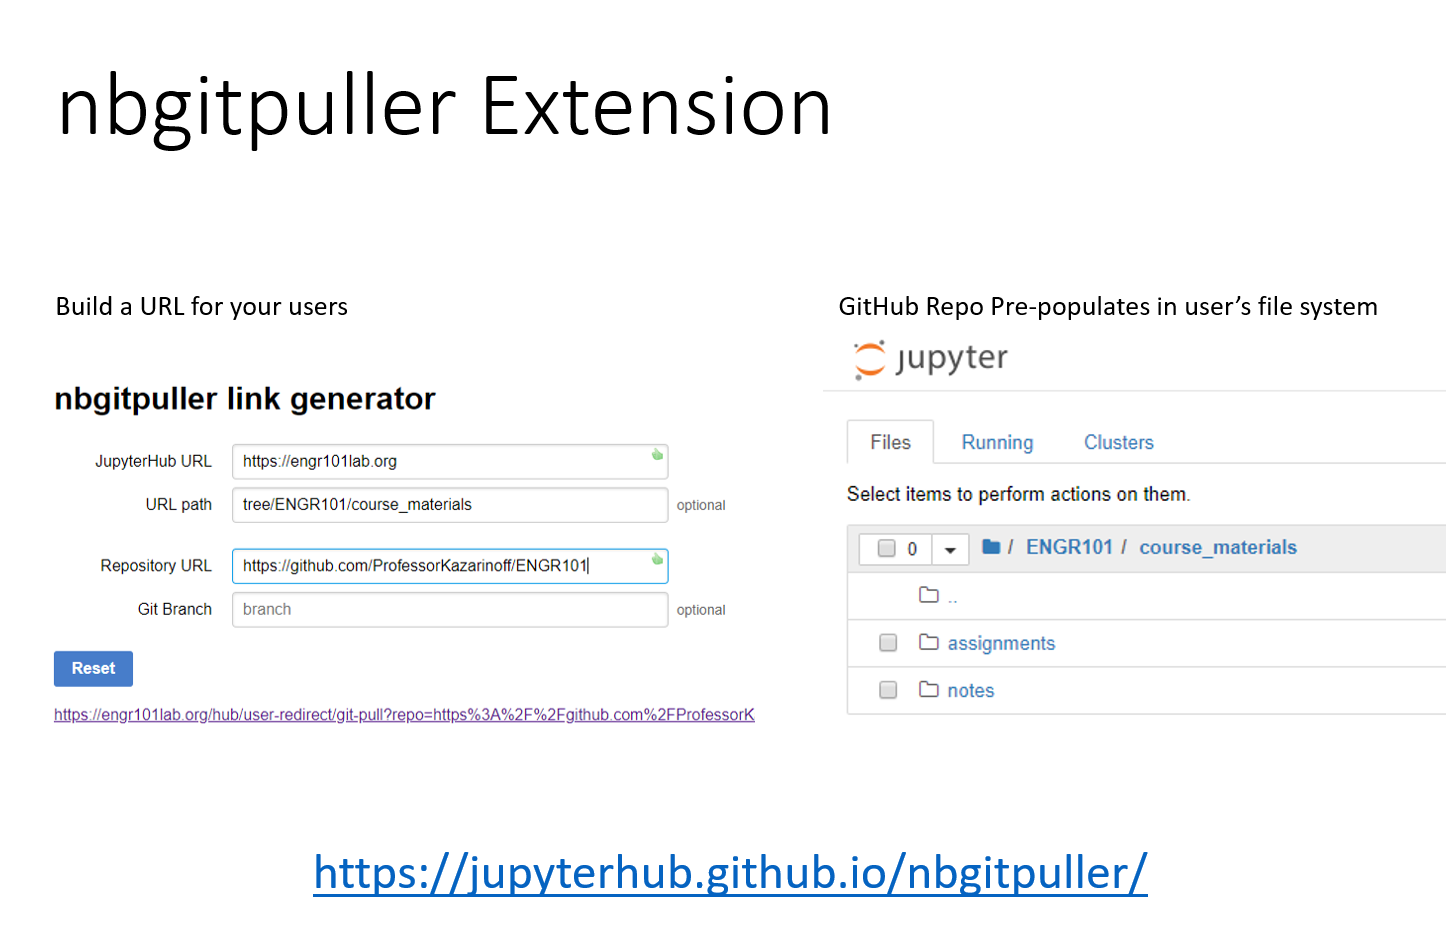 nbgitpuller Extension
Build a URL for your users
nbgitpuller link generator
JupyterHub URL https://engr101lab.org
URL path tree/ENGR101/course_materials optional
Repository URL https://github.com/ProfessorKazarinoff/ENGR101
Git Branch branch optional
Reset
https://engr101lab.org/hub/user-redirect/git-pull?repo=https%3A%2F%2Fgithub.com%2FProfessorK
GitHub Repo Pre-populates in user’s file system
jupyter
Files Running Clusters
Select items to perform actions on them.
0 / ENGR101 / course_materials
..
assignments
notes
https://jupyterhub.github.io/nbgitpuller/